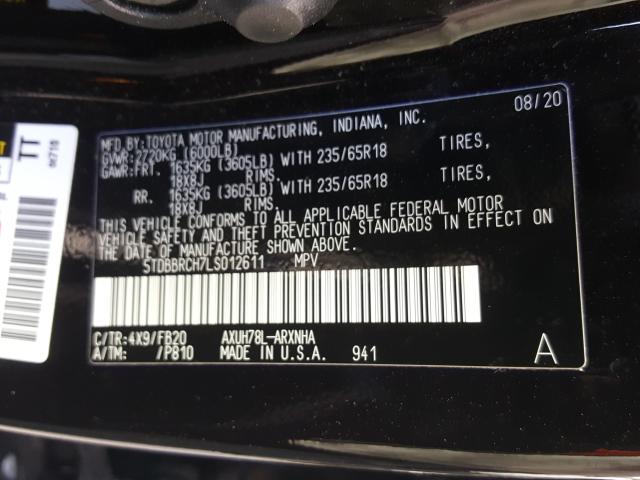 08/20
MFD.BY:TOYOTA MOTOR MANUFACTURING, INDIANA, INC.
GVWR:2720KG (6000LB)
GAWR:FRT. 1635KG (3605LB) WITH 235/65R18 TIRES,
18X8J RIMS.
RR. 1635KG (3605LB) WITH 235/65R18 TIRES,
18X8J RIMS.
THIS VEHICLE CONFORMS TO ALL APPLICABLE FEDERAL MOTOR
VEHICLE SAFETY AND THEFT PREVENTION STANDARDS IN EFFECT ON
THE DATE OF MANUFACTURE SHOWN ABOVE.
5TDBBRCH7LS012611 MPV
C/TR:4X9/FB20 AXUH78L-ARXNHA
A/TM: /P810 MADE IN U.S.A. 941 A
TT